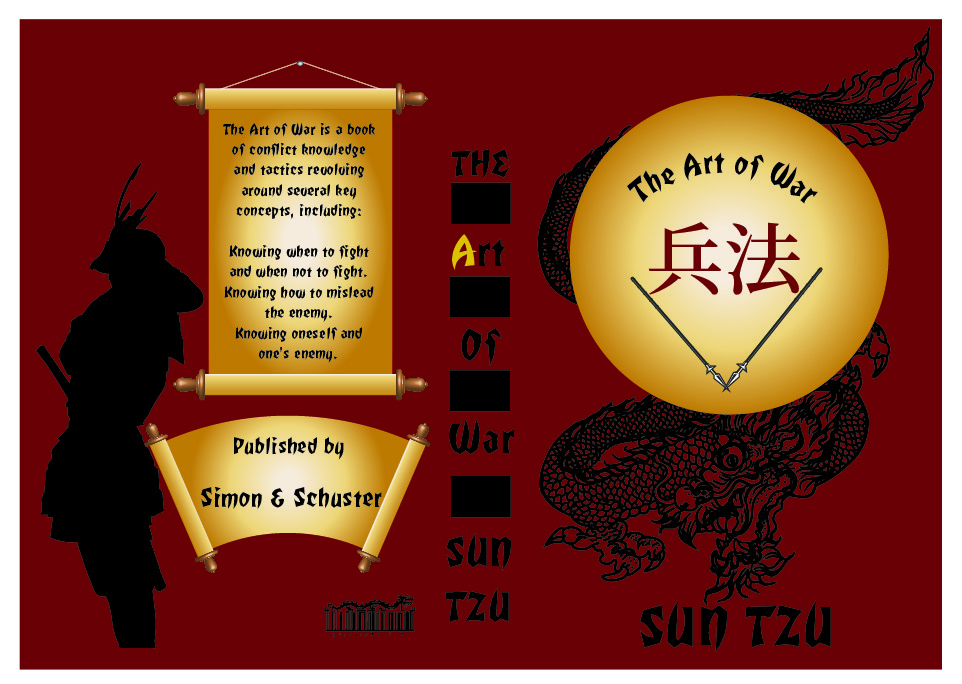 The Art of War is a book
of conflict knowledge
and tactics revolving
around several key
concepts, including:
Knowing when to fight
and when not to fight.
Knowing how to mislead
the enemy.
Knowing oneself and
one's enemy.
Published by
Simon & Schuster
THE
Art
Of
War
SUN
TZU
The Art of War
兵法
SUN TZU